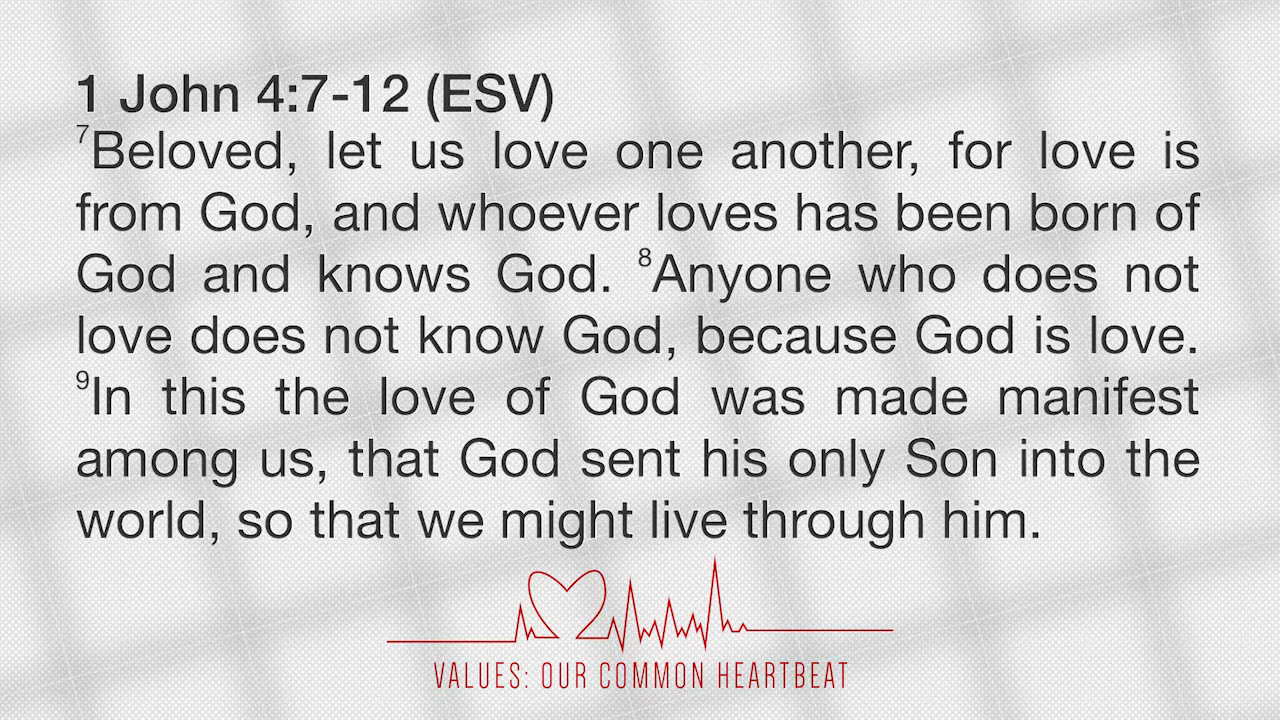 1 John 4:7-12 (ESV)
⁷Beloved, let us love one another, for love is
from God, and whoever loves has been born of
God and knows God. ⁸Anyone who does not
love does not know God, because God is love.
⁹In this the love of God was made manifest
among us, that God sent his only Son into the
world, so that we might live through him.
VALUES: OUR COMMON HEARTBEAT